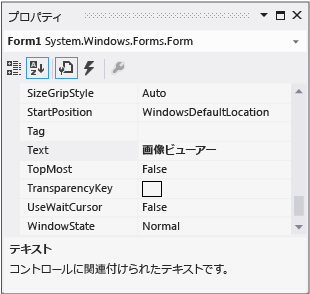 プロパティ
Form1 System.Windows.Forms.Form
SizeGripStyle Auto
StartPosition WindowsDefaultLocation
Tag
Text 画像ビューアー
TopMost False
TransparencyKey
UseWaitCursor False
WindowState Normal
テキスト
コントロールに関連付けられたテキストです。